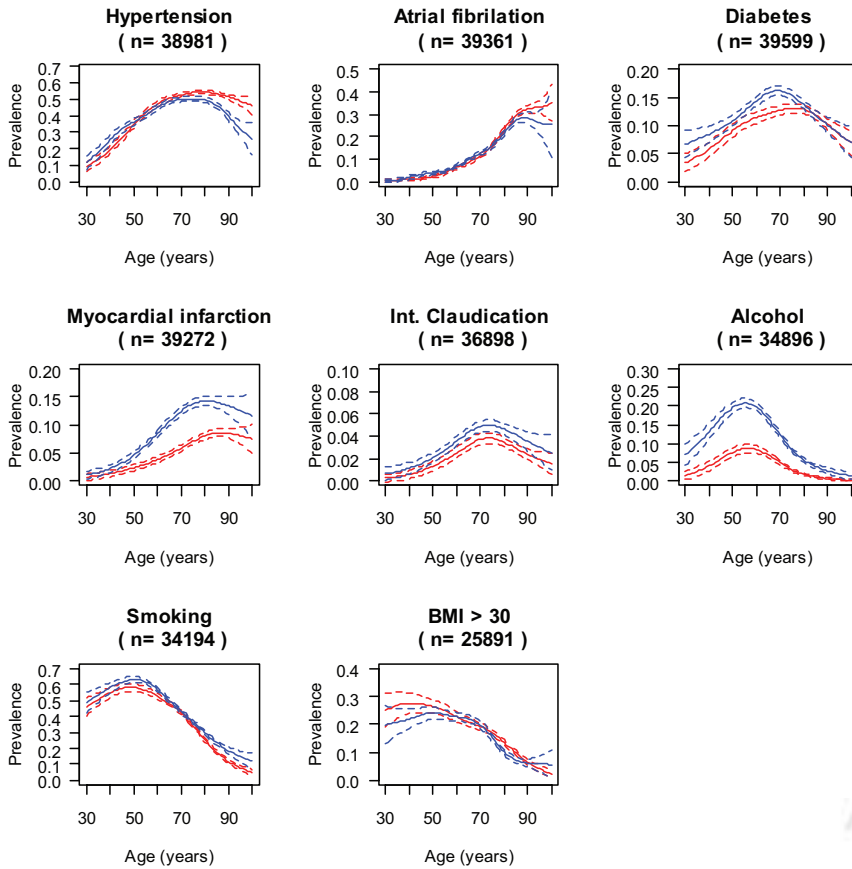 Hypertension
( n= 38981 )
Prevalence
0.7
0.6
0.5
0.4
0.3
0.2
0.1
0.0
30 50 70 90
Age (years)
Atrial fibrilation
( n= 39361 )
Prevalence
0.5
0.4
0.3
0.2
0.1
0.0
30 50 70 90
Age (years)
Diabetes
( n= 39599 )
Prevalence
0.20
0.15
0.10
0.05
0.00
30 50 70 90
Age (years)
Myocardial infarction
( n= 39272 )
Prevalence
0.20
0.15
0.10
0.05
0.00
30 50 70 90
Age (years)
Int. Claudication
( n= 36898 )
Prevalence
0.10
0.08
0.06
0.04
0.02
0.00
30 50 70 90
Age (years)
Alcohol
( n= 34896 )
Prevalence
0.30
0.25
0.20
0.15
0.10
0.05
0.00
30 50 70 90
Age (years)
Smoking
( n= 34194 )
Prevalence
0.7
0.6
0.5
0.4
0.3
0.2
0.1
0.0
30 50 70 90
Age (years)
BMI > 30
( n= 25891 )
Prevalence
0.4
0.3
0.2
0.1
0.0
30 50 70 90
Age (years)